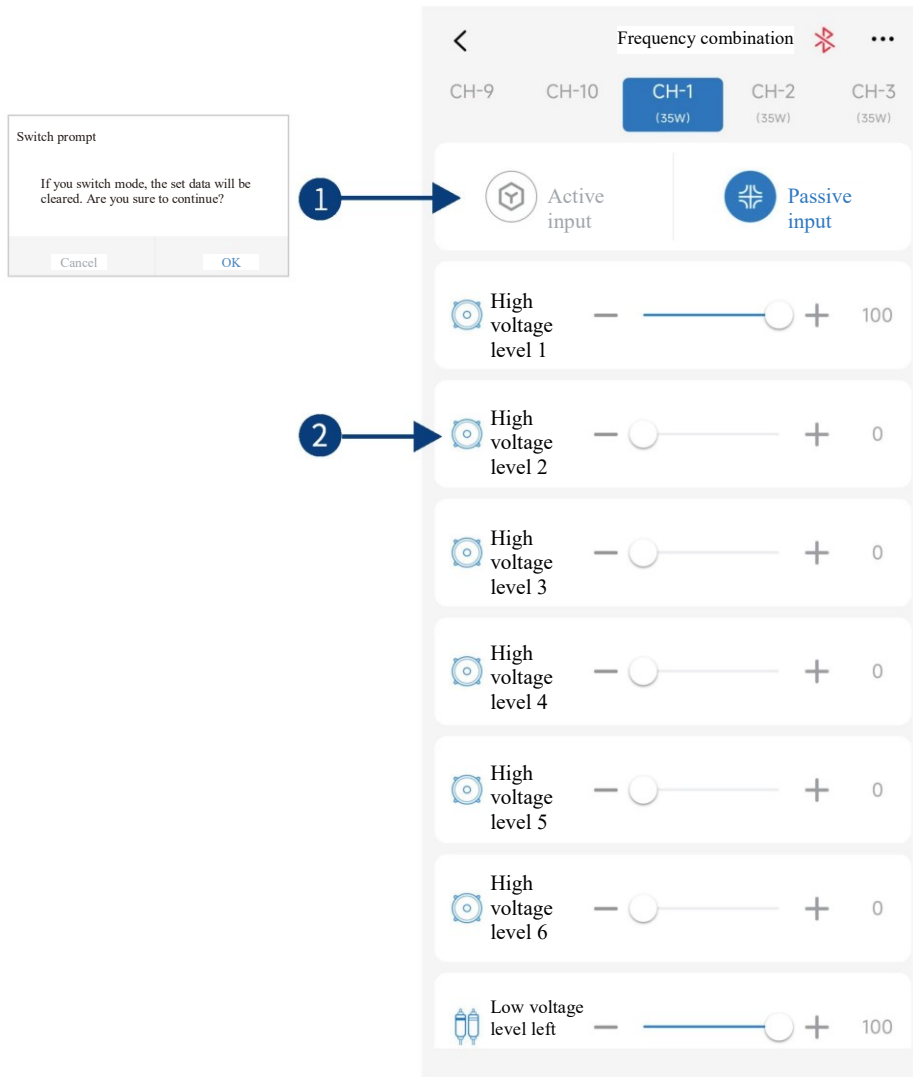 Frequency combination
CH-9 CH-10 CH-1 CH-2 CH-3
(35W) (35W) (35W)
Switch prompt
If you switch mode, the set data will be
cleared. Are you sure to continue?
Cancel OK
1
Active
input
Passive
input
High
voltage
level 1
100
2
High
voltage
level 2
0
High
voltage
level 3
0
High
voltage
level 4
0
High
voltage
level 5
0
High
voltage
level 6
0
Low voltage
level left
100